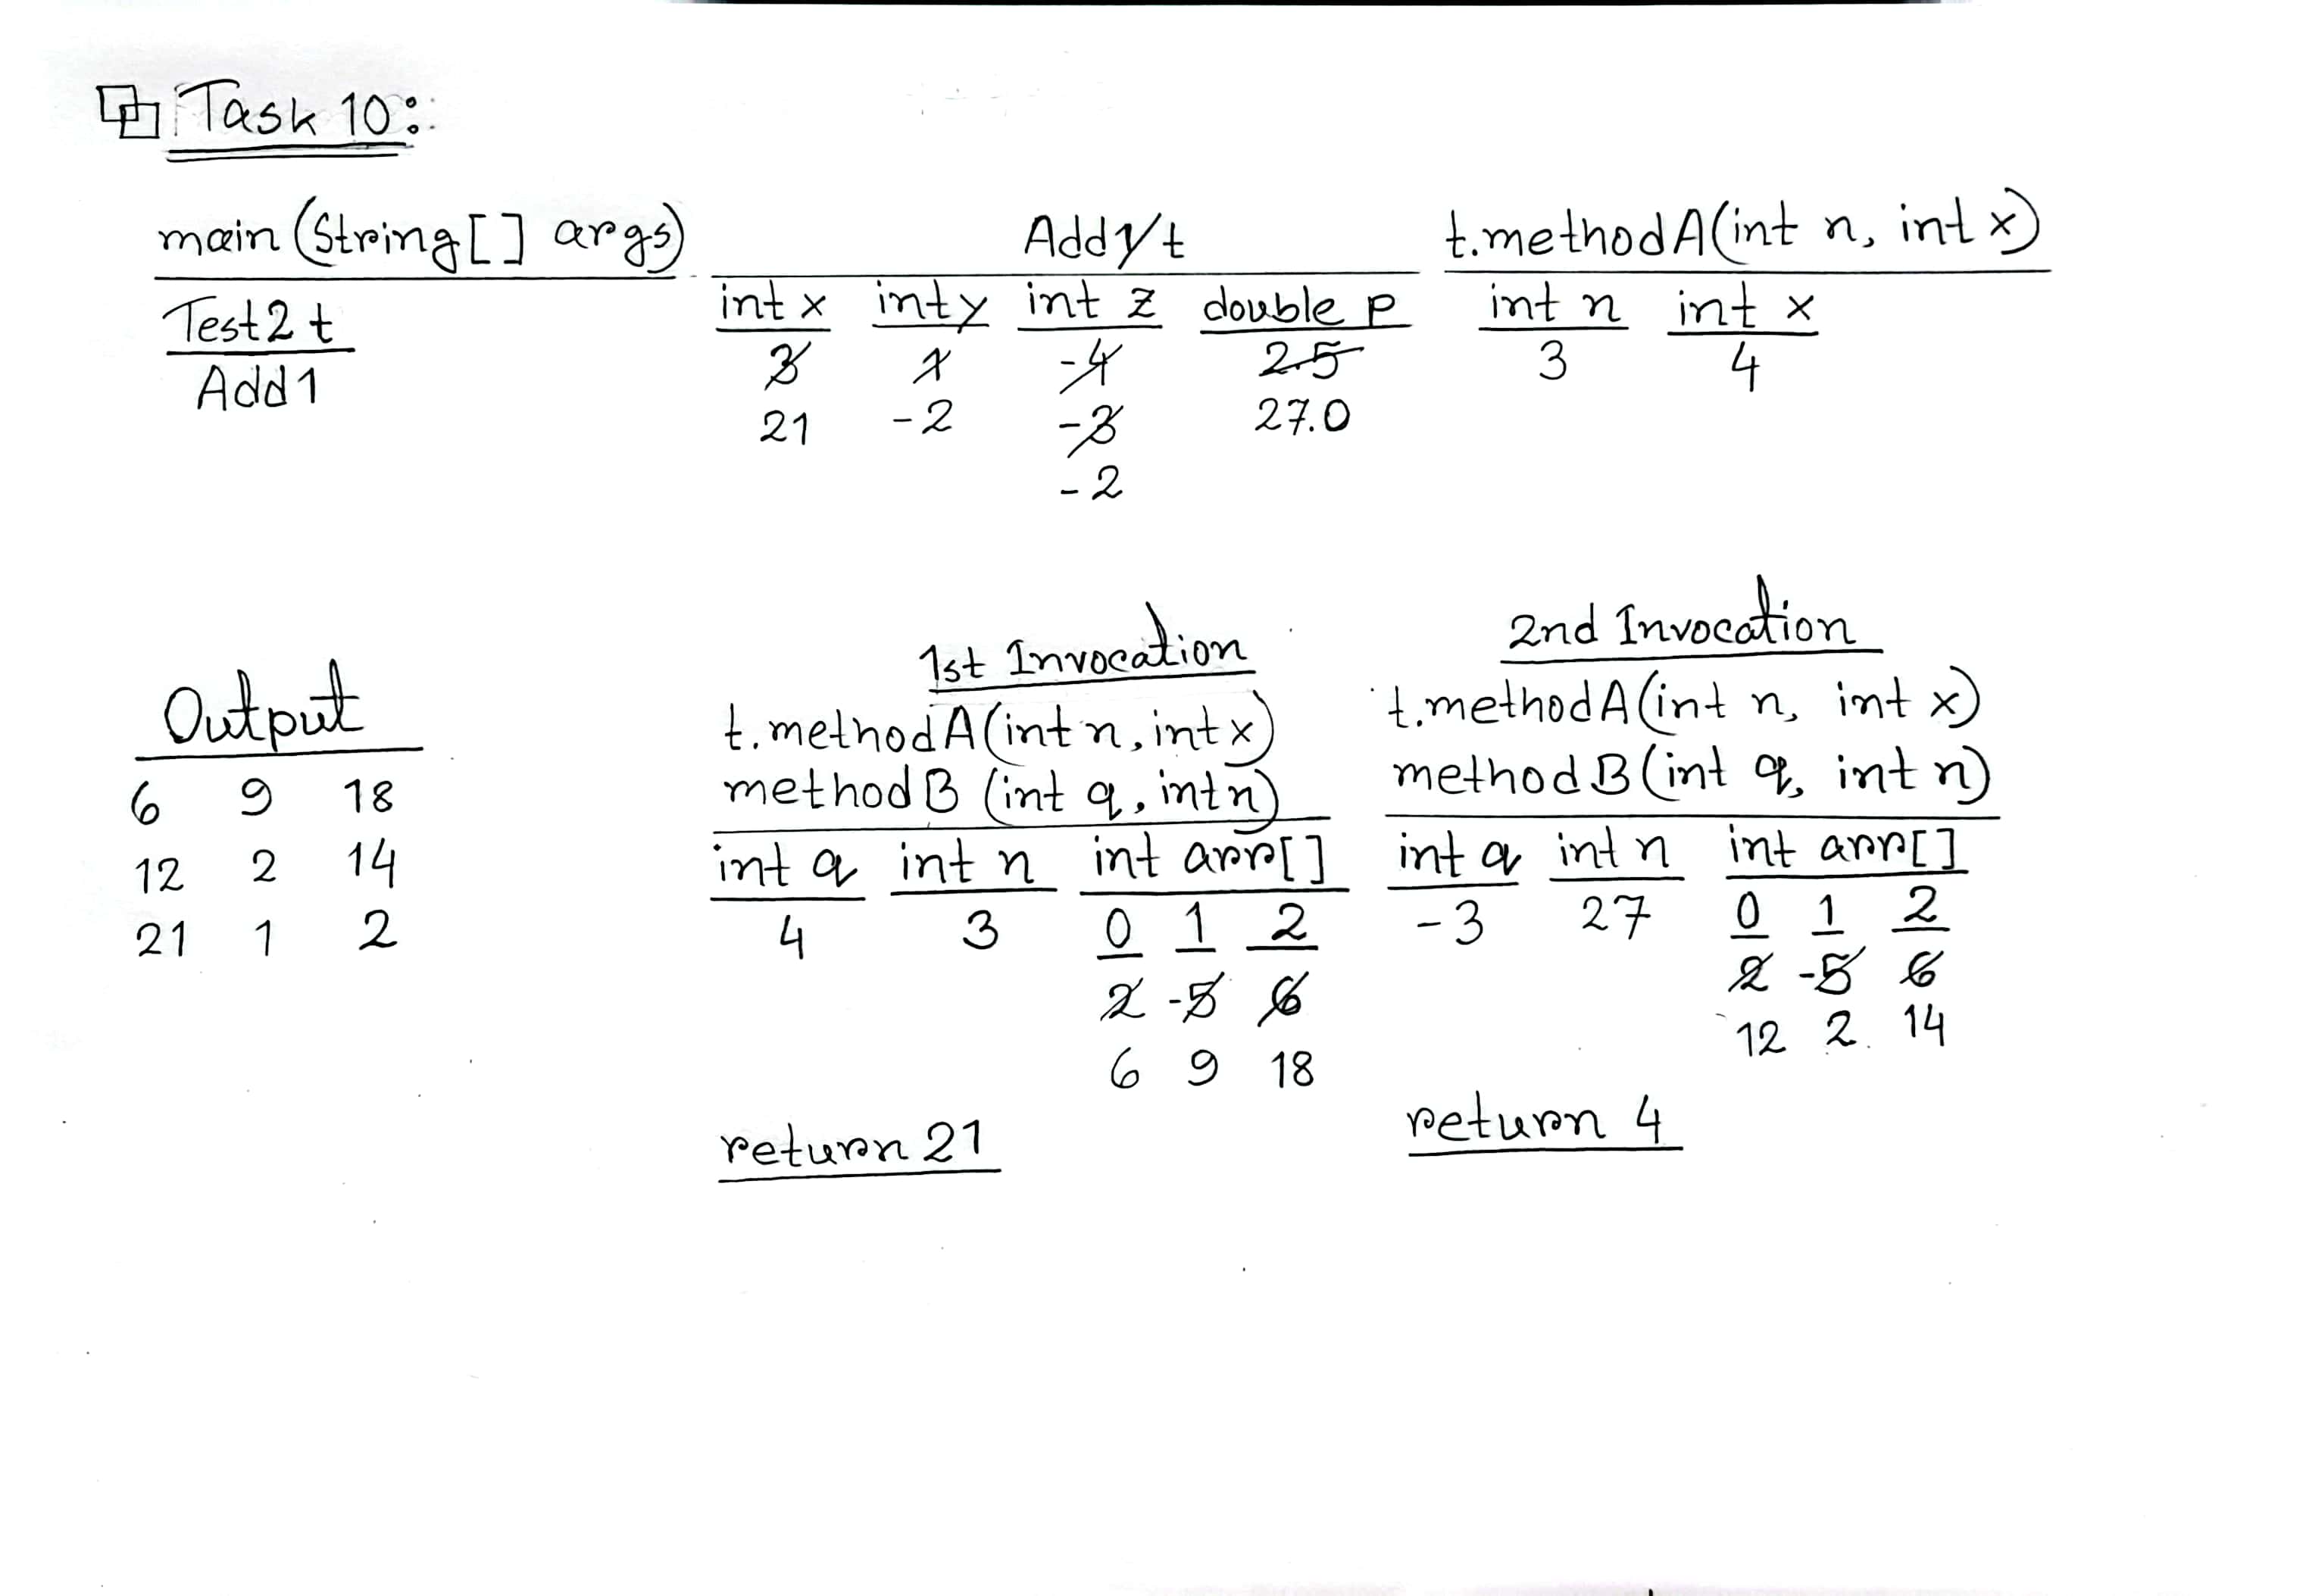 Task 10:
main (String [ ] args)
Test2 t
Add 1
Add 1/t
int x int y int z double p
3 1 -4 2.5
21 -2 -3 27.0
-2
t.methodA(int n, int x)
int n int x
3 4
Output
6 9 18
12 2 14
21 1 2
1st Invocation
t.methodA(int n, int x)
methodB (int q, int n)
int q int n int arr[ ]
4 3 0 1 2
2 -5 6
6 9 18
return 21
2nd Invocation
t.methodA(int n, int x)
methodB(int q, int n)
int q int n int arr[ ]
-3 27 0 1 2
2 -5 6
12 2 14
return 4